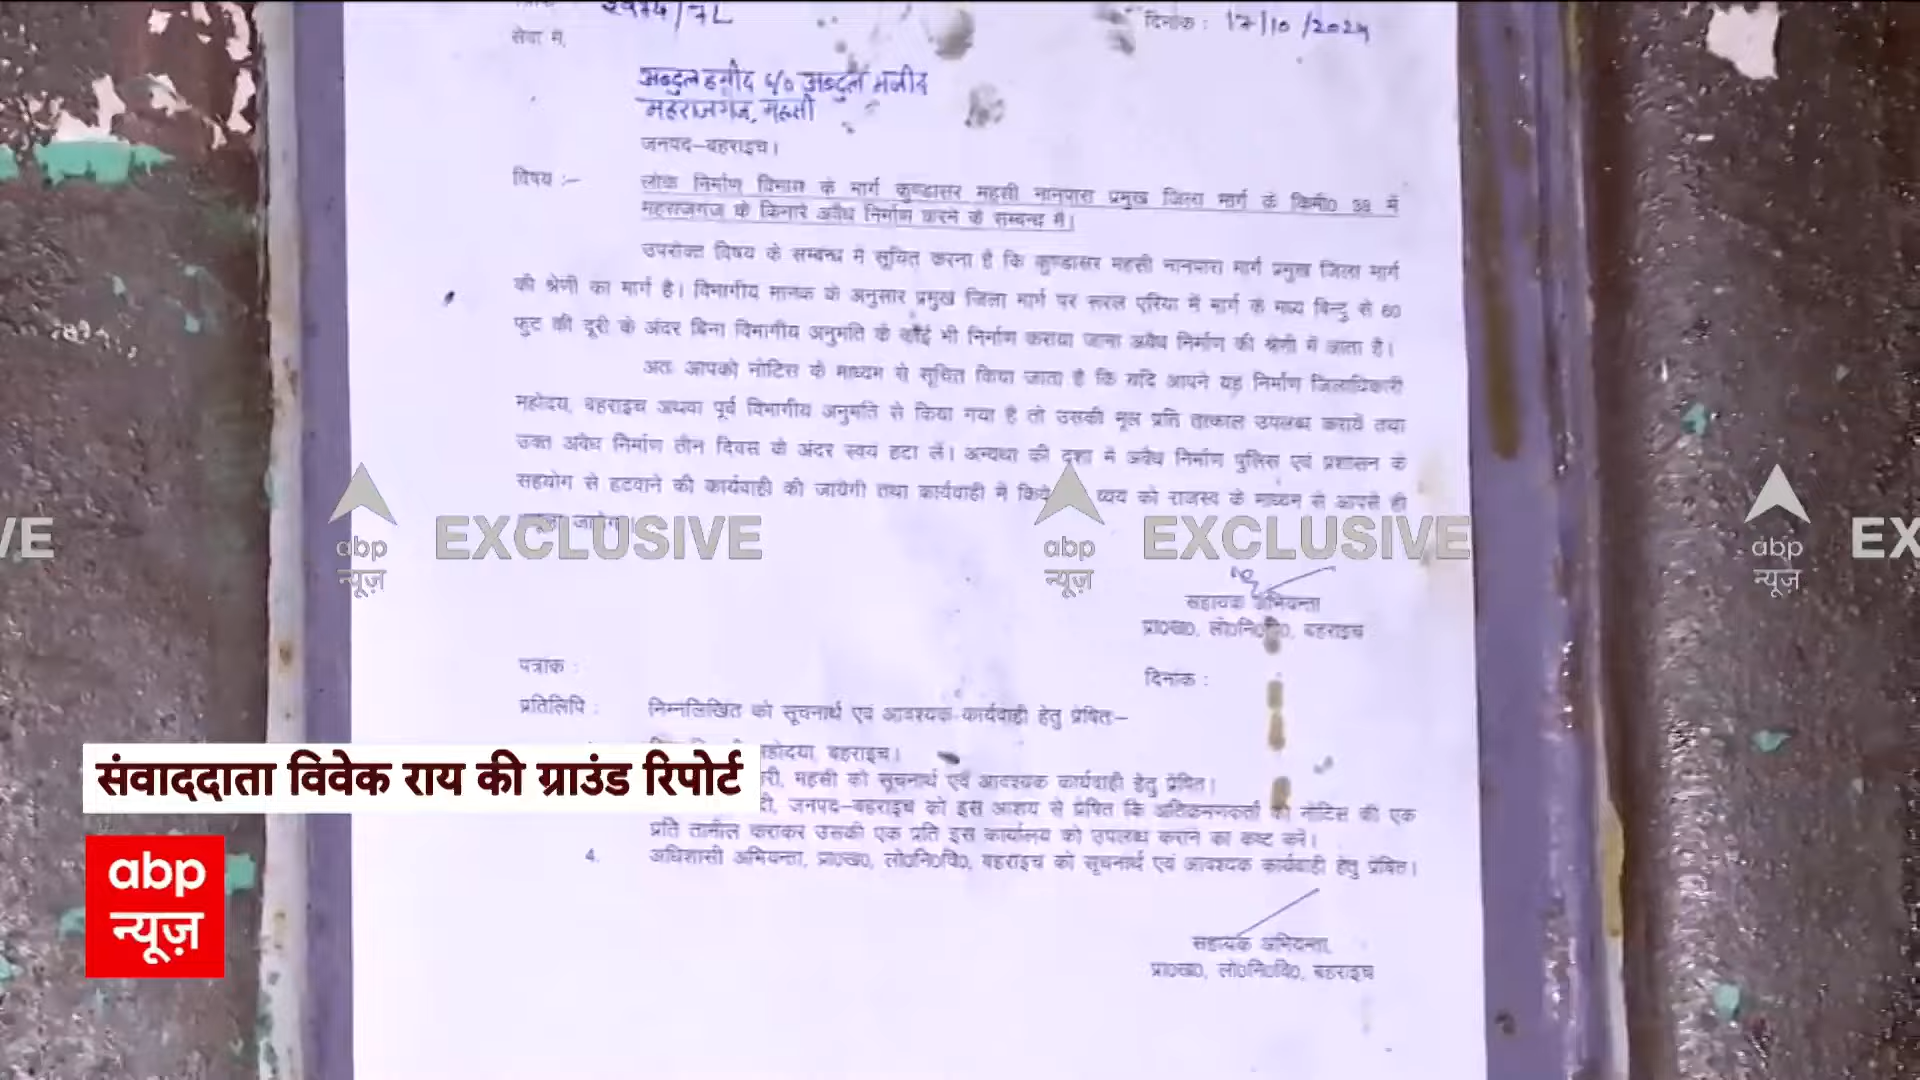 दिनांक : 17/10/2024
सेवा में,
अब्दुल हमीद S/o अब्दुल मजीद
महराजगंज, महसी
जनपद–बहराइच।
विषय :– लोक निर्माण विभाग के मार्ग कुण्डासर महसी नानपारा प्रमुख जिला मार्ग के किमी0 38 में
महराजगंज के किनारे अवैध निर्माण करने के सम्बन्ध में।
उपरोक्त विषय के सम्बन्ध में सूचित करना है कि कुण्डासर महसी नानपारा मार्ग प्रमुख जिला मार्ग
की श्रेणी का मार्ग है। विभागीय मानक के अनुसार प्रमुख जिला मार्ग पर रूरल एरिया में मार्ग के मध्य बिन्दु से 60
फुट की दूरी के अंदर बिना विभागीय अनुमति के कोई भी निर्माण कराया जाना अवैध निर्माण की श्रेणी में आता है।
अतः आपको नोटिस के माध्यम से सूचित किया जाता है कि यदि आपने यह निर्माण जिलाधिकारी
महोदय, बहराइच अथवा पूर्व विभागीय अनुमति से किया गया है तो उसकी मूल प्रति तत्काल उपलब्ध करायें तथा
उक्त अवैध निर्माण तीन दिवस के अंदर स्वयं हटा लें। अन्यथा की दशा में अवैध निर्माण पुलिस एवं प्रशासन के
सहयोग से हटवाने की कार्यवाही की जायेगी तथा कार्यवाही में किये व्यय को राजस्व के माध्यम से आपसे ही
abp न्यूज़ EXCLUSIVE abp न्यूज़ EXCLUSIVE abp न्यूज़
सहायक अभियन्ता
प्रा0ख0, लो0नि0वि0, बहराइच
पत्रांक : दिनांक :
प्रतिलिपि : निम्नलिखित को सूचनार्थ एवं आवश्यक कार्यवाही हेतु प्रेषितः–
महोदया, बहराइच।
महसी को सूचनार्थ एवं आवश्यक कार्यवाही हेतु प्रेषित।
जनपद–बहराइच को इस आशय से प्रेषित कि अतिक्रमणकर्ता को नोटिस की एक
प्रति तामील कराकर उसकी एक प्रति इस कार्यालय को उपलब्ध कराने का कष्ट करें।
4. अधिशासी अभियन्ता, प्रा0ख0, लो0नि0वि0, बहराइच को सूचनार्थ एवं आवश्यक कार्यवाही हेतु प्रेषित।
सहायक अभियन्ता,
प्रा0ख0, लो0नि0वि0, बहराइच
संवाददाता विवेक राय की ग्राउंड रिपोर्ट
abp
न्यूज़